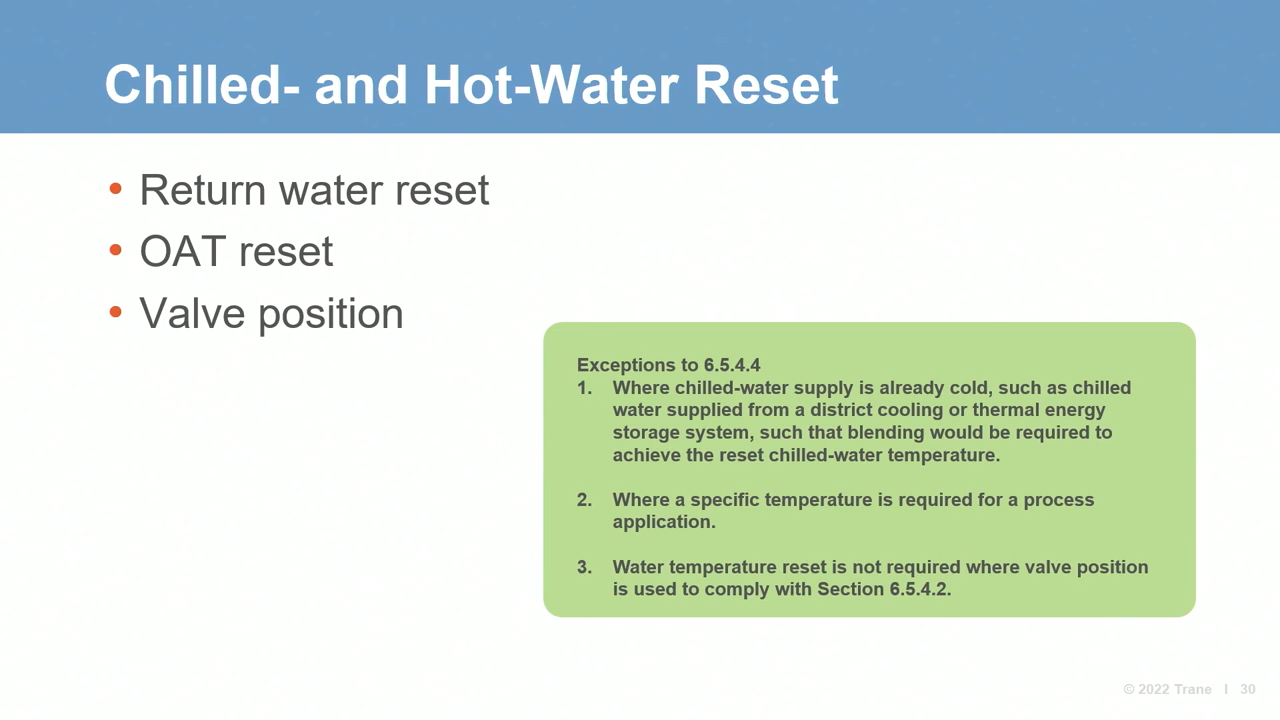 Chilled- and Hot-Water Reset
• Return water reset
• OAT reset
• Valve position
Exceptions to 6.5.4.4
1. Where chilled-water supply is already cold, such as chilled
water supplied from a district cooling or thermal energy
storage system, such that blending would be required to
achieve the reset chilled-water temperature.
2. Where a specific temperature is required for a process
application.
3. Water temperature reset is not required where valve position
is used to comply with Section 6.5.4.2.
© 2022 Trane I 30